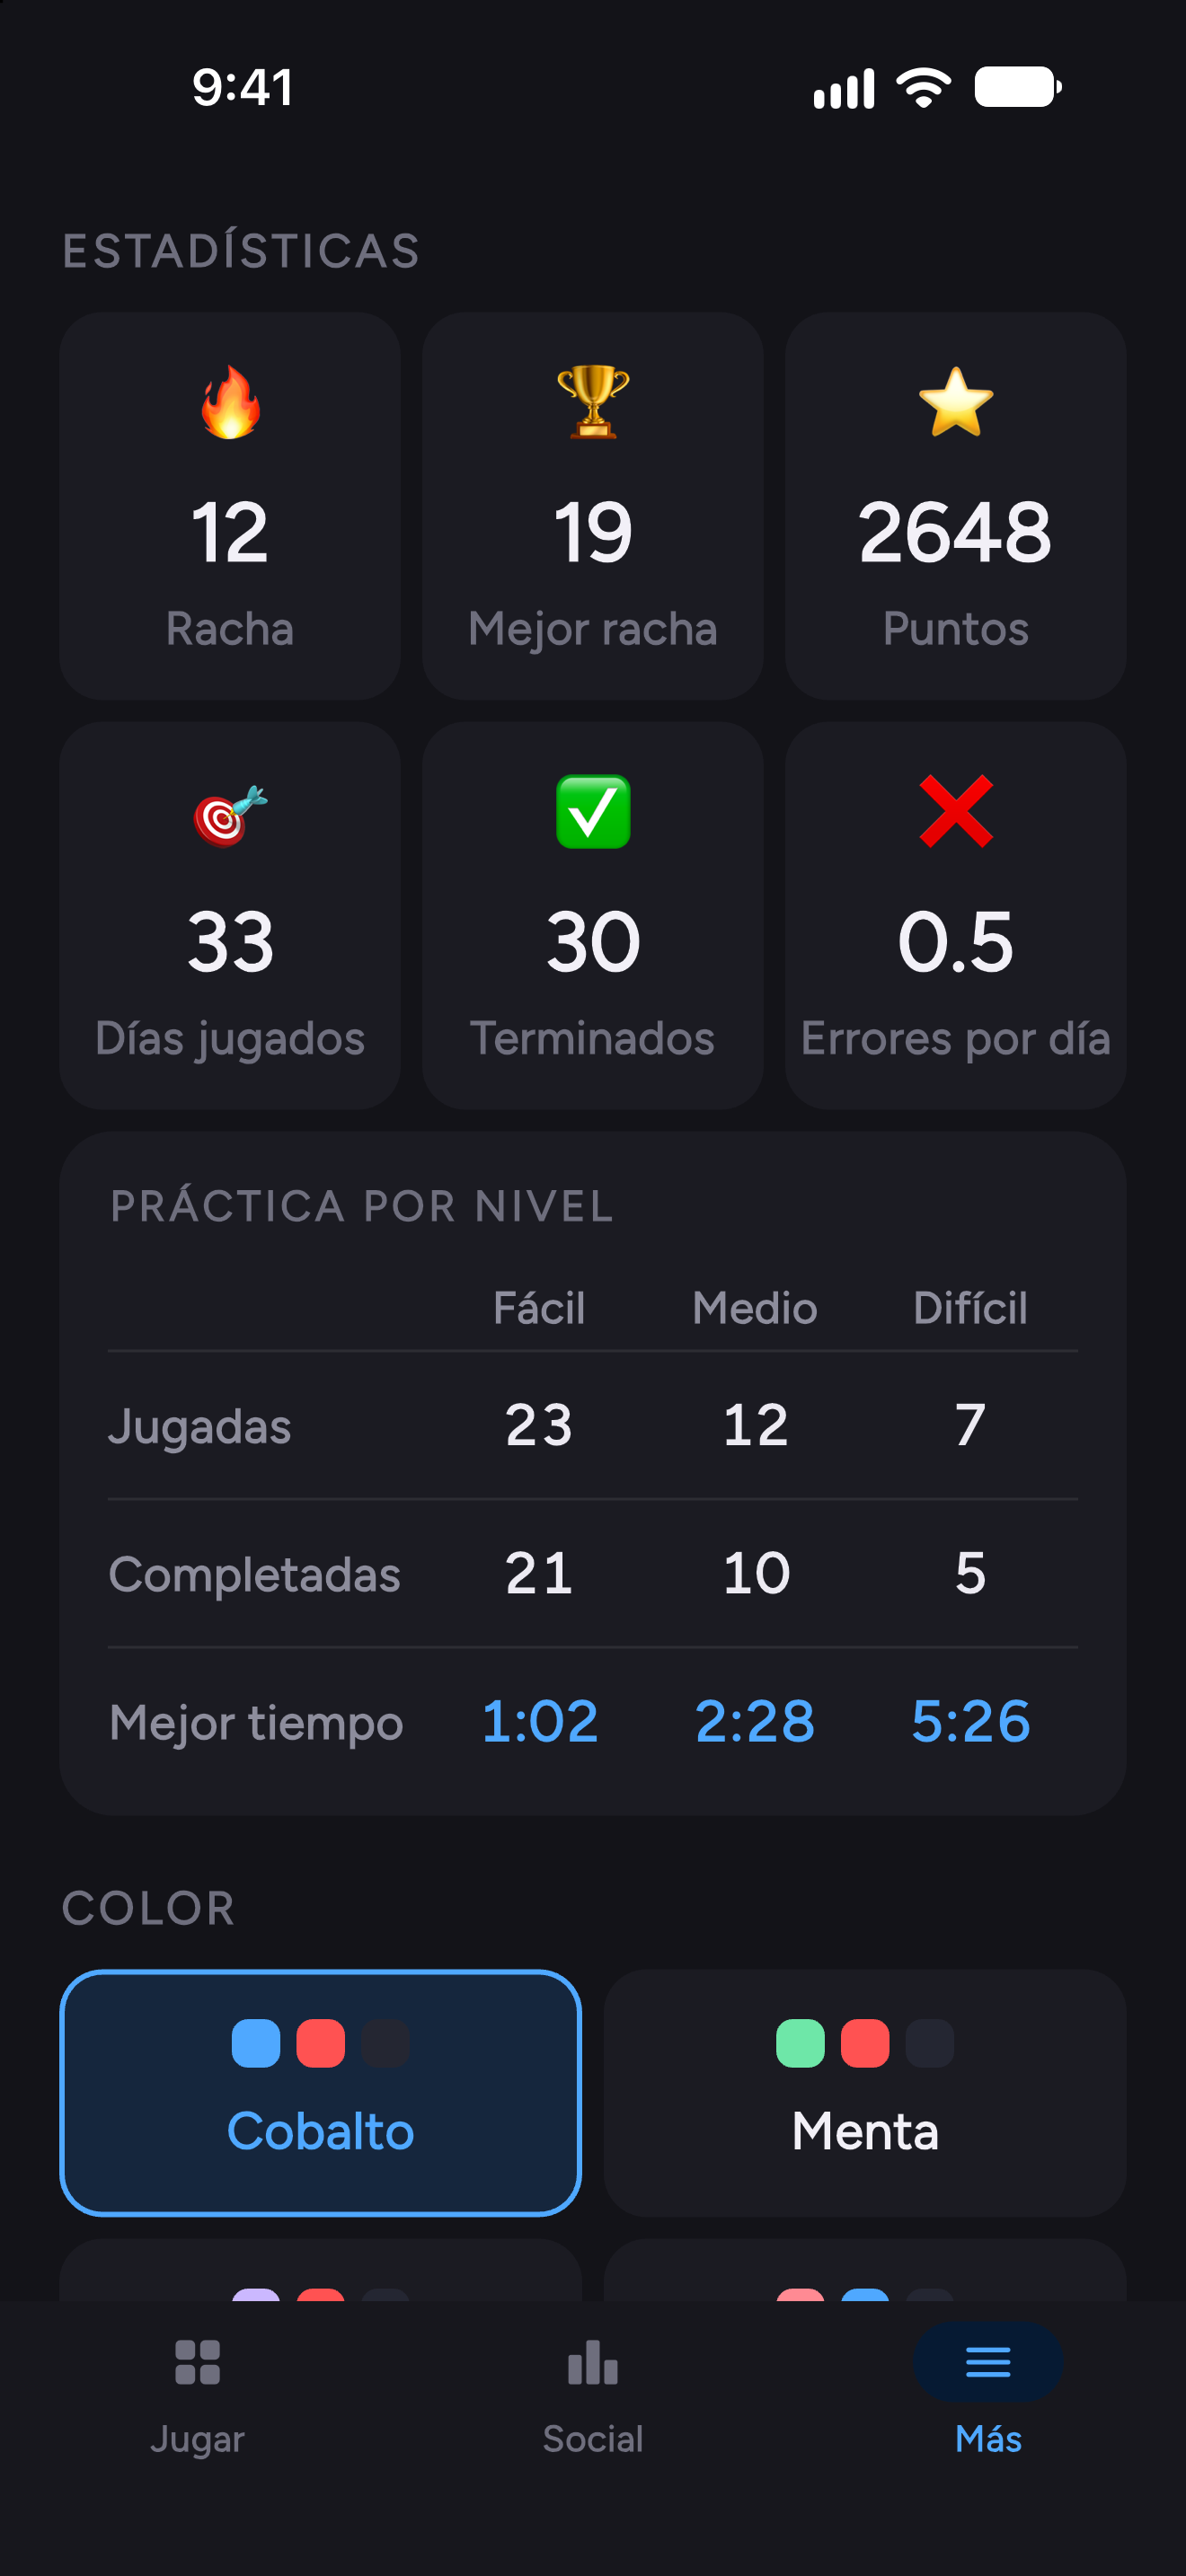 9:41
ESTADÍSTICAS
12
Racha
19
Mejor racha
2648
Puntos
33
Días jugados
30
Terminados
0.5
Errores por día
PRÁCTICA POR NIVEL
Fácil Medio Difícil
Jugadas 23 12 7
Completadas 21 10 5
Mejor tiempo 1:02 2:28 5:26
COLOR
Cobalto
Menta
Jugar
Social
Más